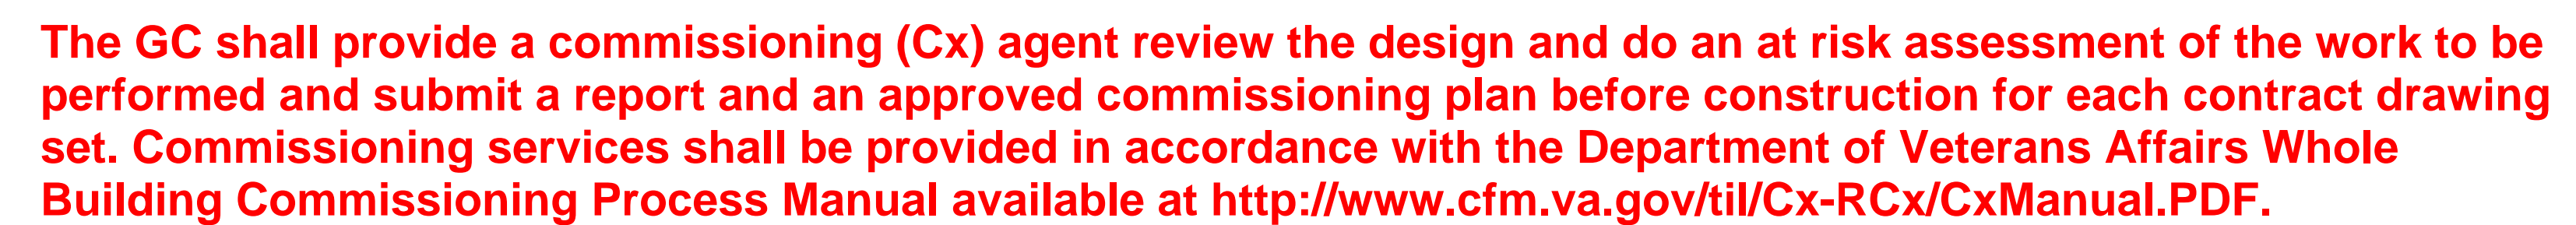 The GC shall provide a commissioning (Cx) agent review the design and do an at risk assessment of the work to be
performed and submit a report and an approved commissioning plan before construction for each contract drawing
set. Commissioning services shall be provided in accordance with the Department of Veterans Affairs Whole
Building Commissioning Process Manual available at http://www.cfm.va.gov/til/Cx-RCx/CxManual.PDF.